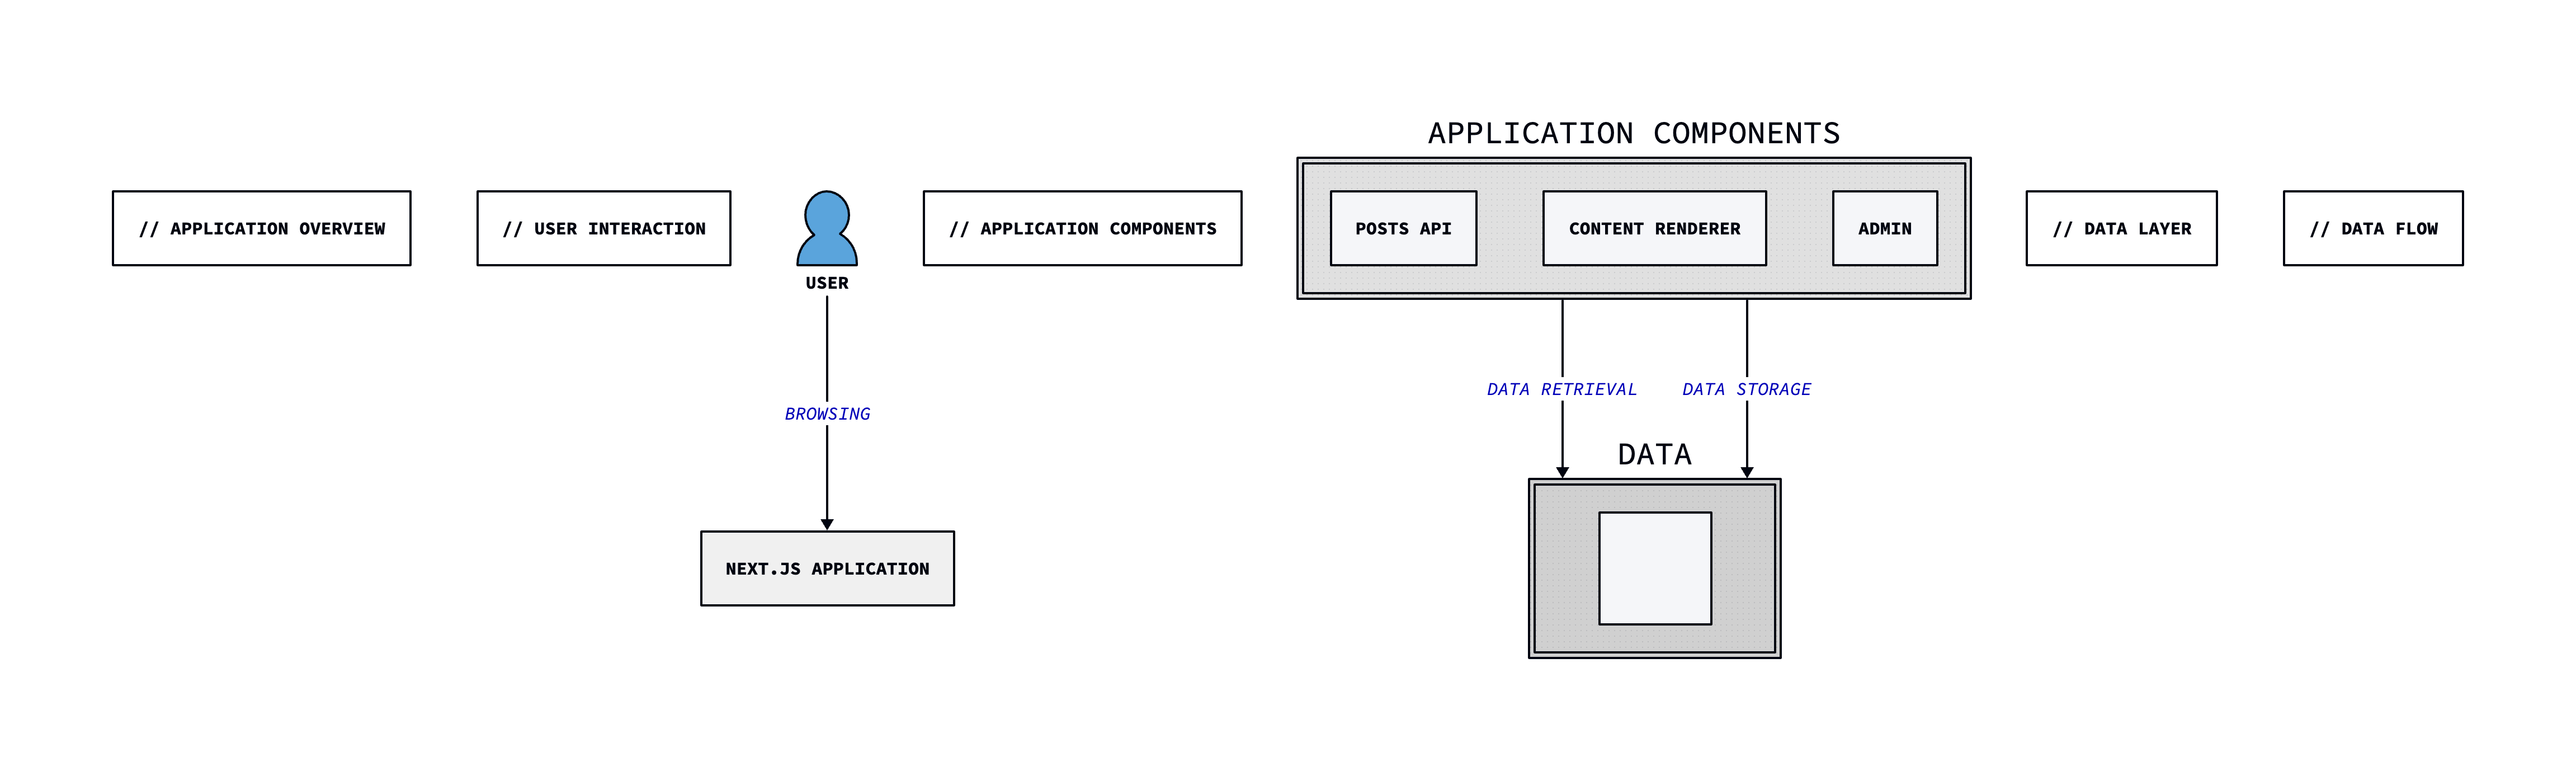 APPLICATION COMPONENTS
// APPLICATION OVERVIEW
// USER INTERACTION
USER
// APPLICATION COMPONENTS
POSTS API
CONTENT RENDERER
ADMIN
// DATA LAYER
// DATA FLOW
BROWSING
DATA RETRIEVAL
DATA STORAGE
DATA
NEXT.JS APPLICATION